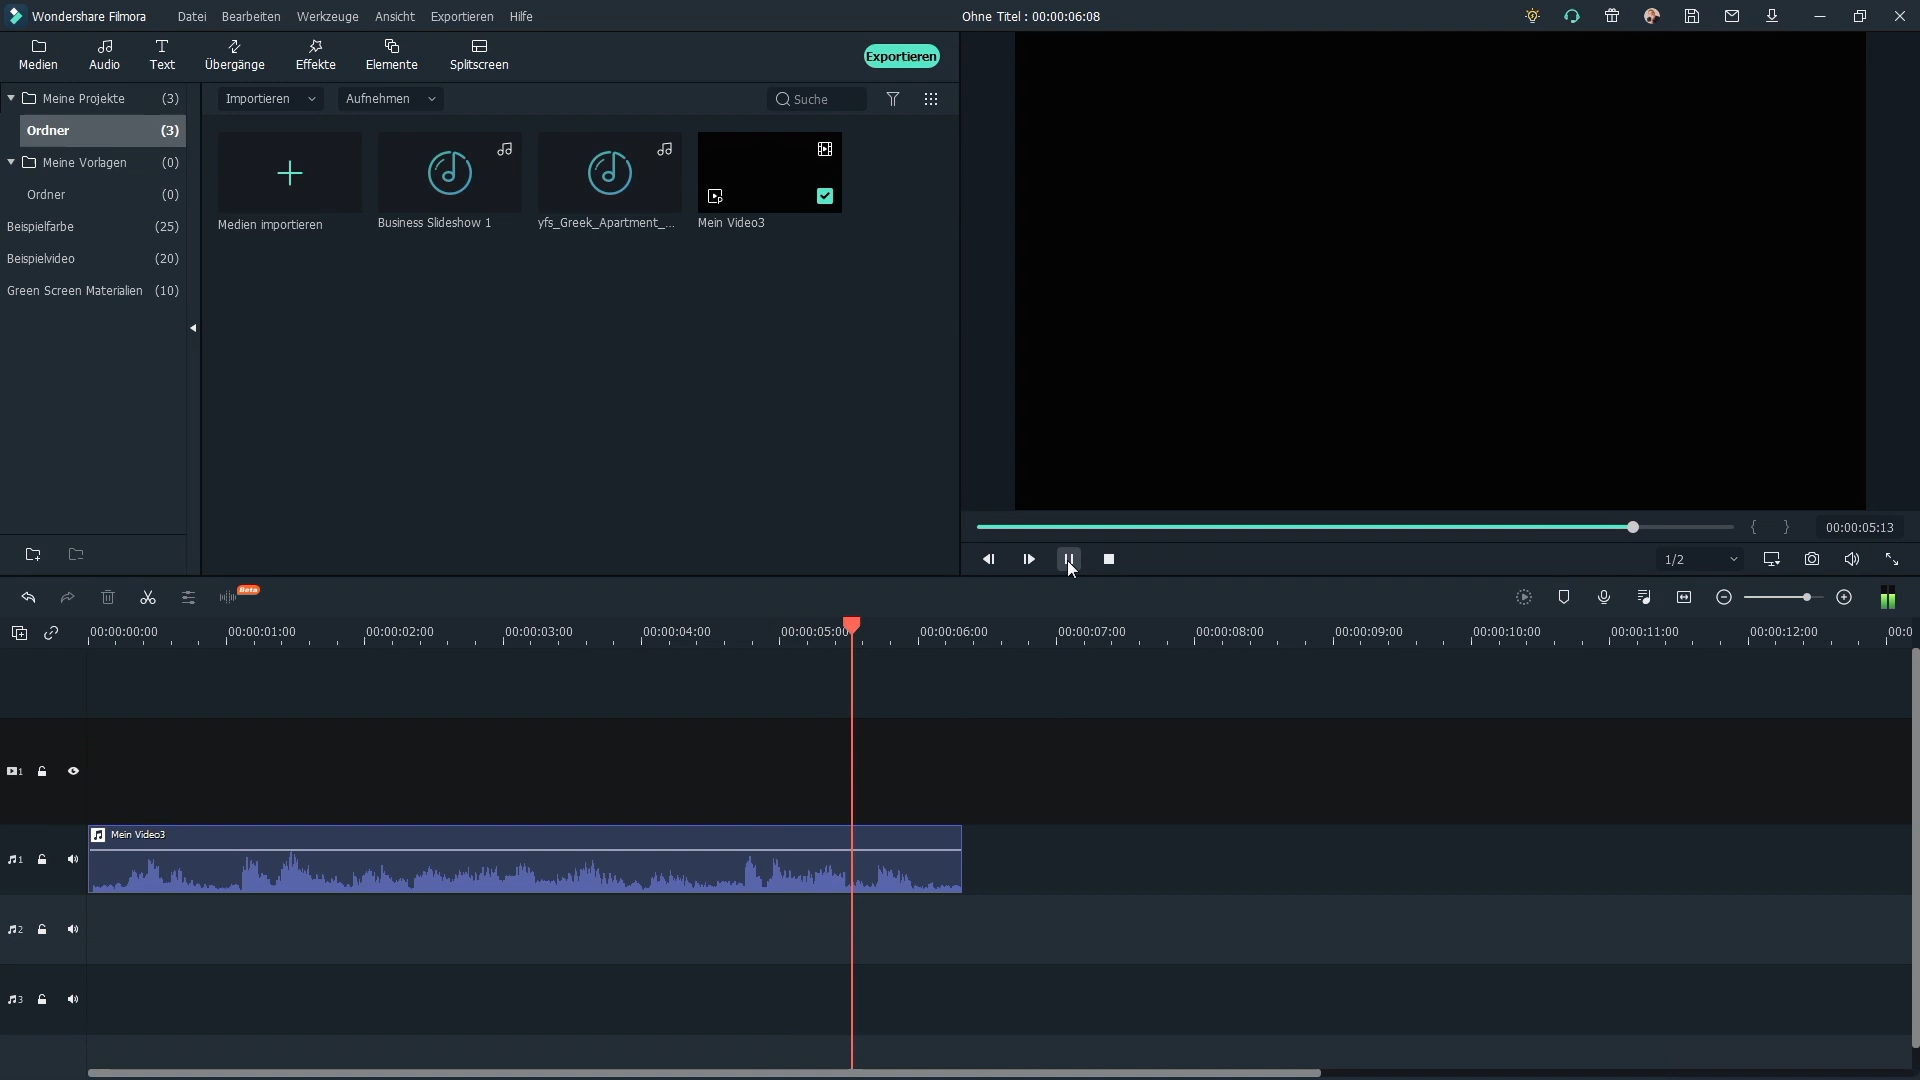 Wondershare Filmora Datei Bearbeiten Werkzeuge Ansicht Exportieren Hilfe Ohne Titel : 00:00:06:08
Medien Audio Text Übergänge Effekte Elemente Splitscreen Exportieren
Meine Projekte (3)
Importieren Aufnehmen Suche
Ordner (3)
Meine Vorlagen (0)
Ordner (0)
Beispielfarbe (25)
Beispielvideo (20)
Green Screen Materialien (10)
Medien importieren
Business Slideshow 1
yfs_Greek_Apartment_...
Mein Video3
00:00:05:13
1/2
Beta
00:00:00:00 00:00:01:00 00:00:02:00 00:00:03:00 00:00:04:00 00:00:05:00 00:00:06:00 00:00:07:00 00:00:08:00 00:00:09:00 00:00:10:00 00:00:11:00 00:00:12:00 00:0
1
Mein Video3
1
2
3